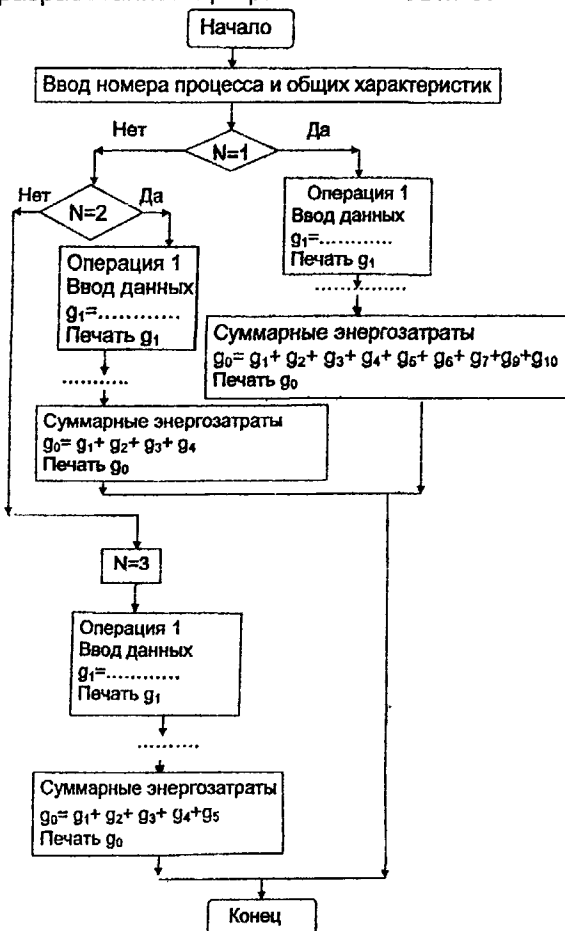 Начало
Ввод номера процесса и общих характеристик
Нет
Да
N=1
Нет
N=2
Да
Операция 1
Ввод данных
g₁=............
Печать g₁
............
Суммарные энергозатраты
g₀= g₁+ g₂+ g₃+ g₄+ g₅+ g₆+ g₇+g₉+g₁₀
Печать g₀
Операция 1
Ввод данных
g₁=............
Печать g₁
..........
Суммарные энергозатраты
g₀= g₁+ g₂+ g₃+ g₄
Печать g₀
N=3
Операция 1
Ввод данных
g₁=............
Печать g₁
..........
Суммарные энергозатраты
g₀= g₁+ g₂+ g₃+ g₄+g₅
Печать g₀
Конец